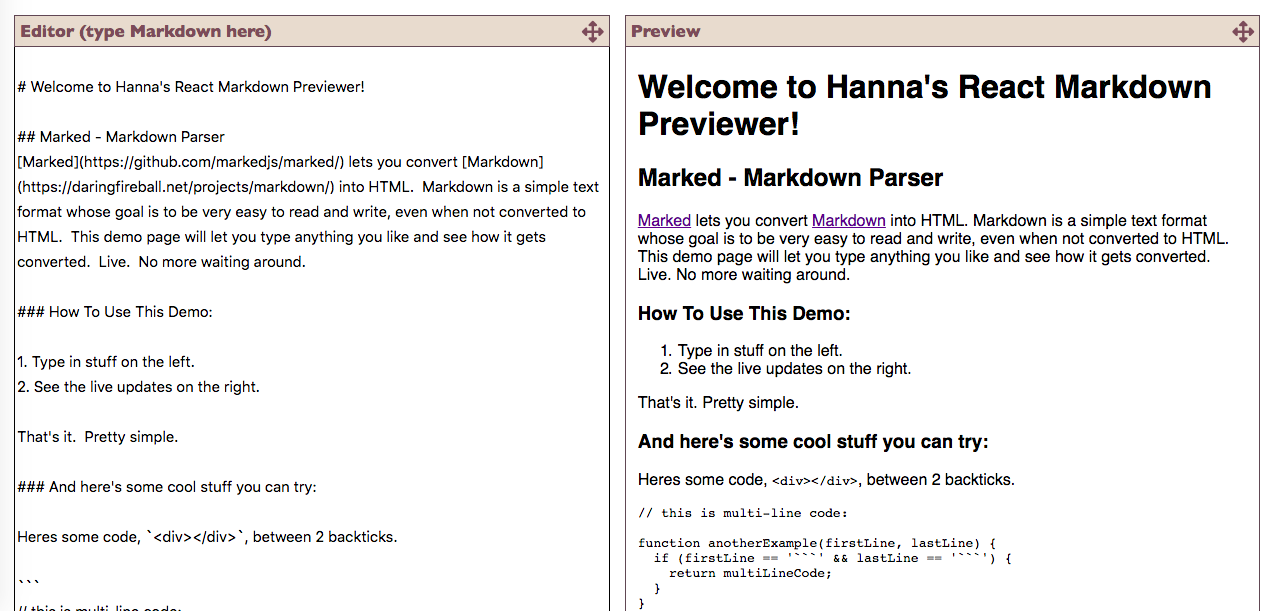 Editor (type Markdown here)
# Welcome to Hanna's React Markdown Previewer!
## Marked - Markdown Parser
[Marked](https://github.com/markedjs/marked/) lets you convert [Markdown]
(https://daringfireball.net/projects/markdown/) into HTML.  Markdown is a simple text
format whose goal is to be very easy to read and write, even when not converted to
HTML.  This demo page will let you type anything you like and see how it gets
converted.  Live.  No more waiting around.
### How To Use This Demo:
1. Type in stuff on the left.
2. See the live updates on the right.
That's it.  Pretty simple.
### And here's some cool stuff you can try:
Heres some code, `<div></div>`, between 2 backticks.
```
// this is multi-line code:
Preview
Welcome to Hanna's React Markdown
Previewer!
Marked - Markdown Parser
Marked lets you convert Markdown into HTML. Markdown is a simple text format
whose goal is to be very easy to read and write, even when not converted to HTML.
This demo page will let you type anything you like and see how it gets converted.
Live. No more waiting around.
How To Use This Demo:
1. Type in stuff on the left.
2. See the live updates on the right.
That's it. Pretty simple.
And here's some cool stuff you can try:
Heres some code, <div></div>, between 2 backticks.
// this is multi-line code:
function anotherExample(firstLine, lastLine) {
  if (firstLine == '```' && lastLine == '```') {
    return multiLineCode;
  }
}